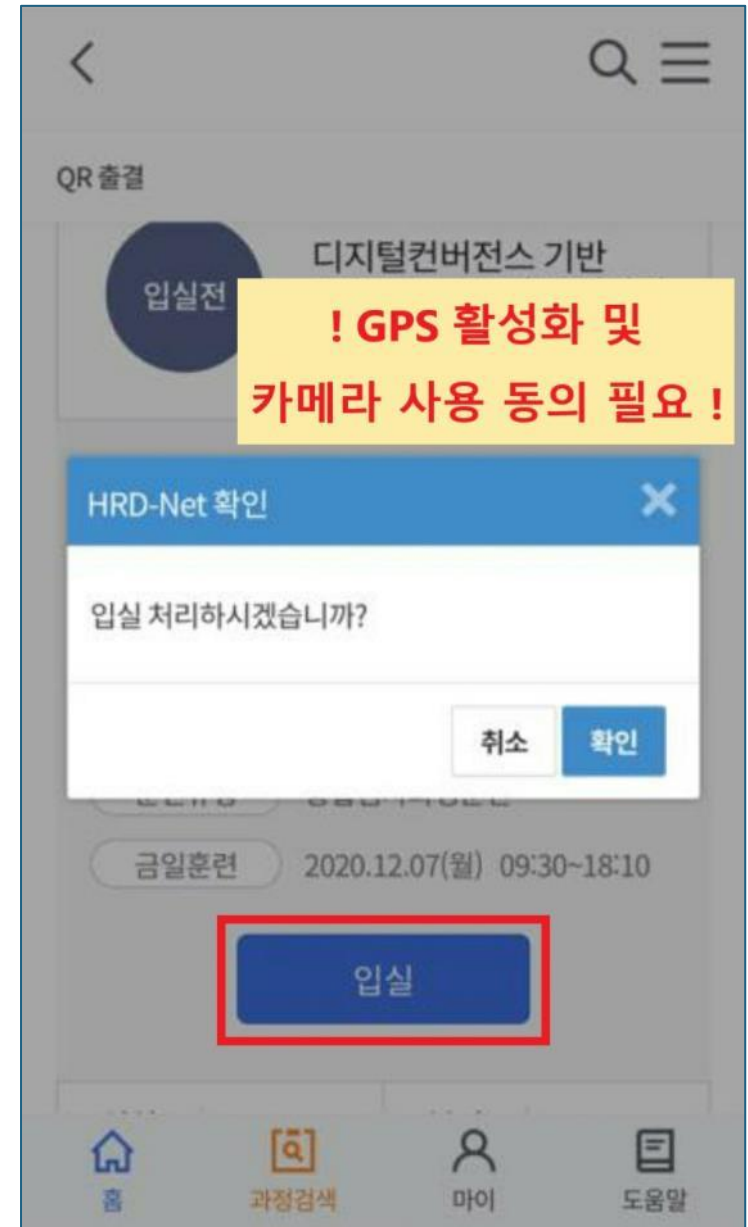 QR 출결
디지털컨버전스 기반
입실전
! GPS 활성화 및
카메라 사용 동의 필요 !
HRD-Net 확인
입실 처리하시겠습니까?
취소 확인
금일훈련 2020.12.07(월) 09:30~18:10
입실
홈 과정검색 마이 도움말